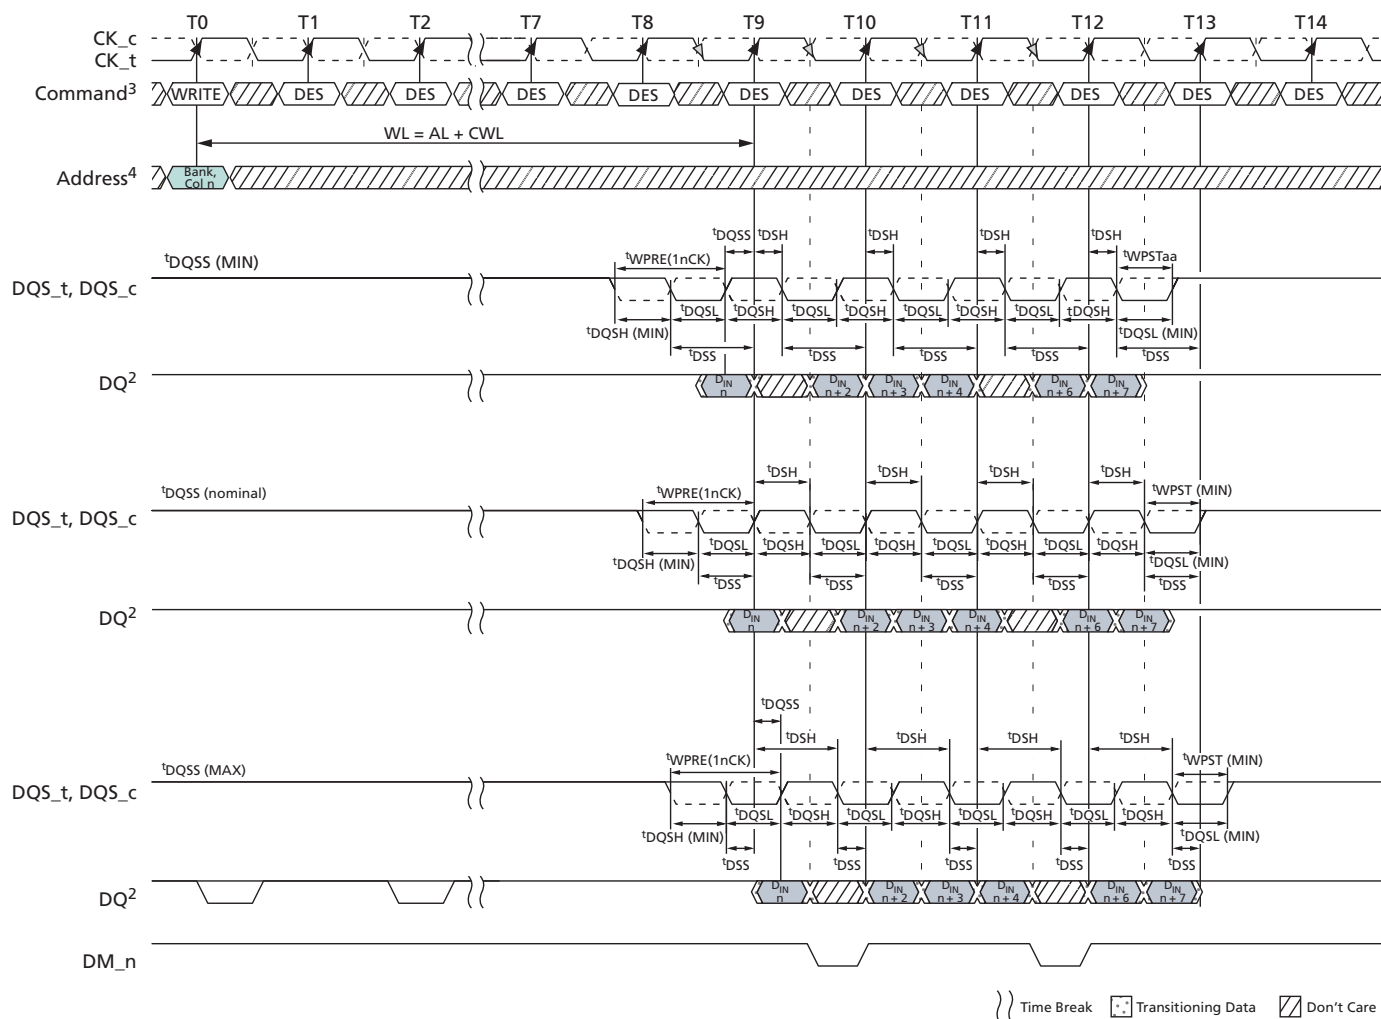 T0 T1 T2 T7 T8 T9 T10 T11 T12 T13 T14
CK_c
CK_t
Command3 WRITE DES DES DES DES DES DES DES DES DES DES
WL = AL + CWL
Address4 Bank,
Col n
tDQSS tDSH tDSH tDSH tDSH
tDQSS (MIN) tWPRE(1nCK) tWPSTaa
DQS_t, DQS_c
tDQSL tDQSH tDQSL tDQSH tDQSL tDQSH tDQSL tDQSH
tDQSH (MIN) tDQSL (MIN)
tDSS tDSS tDSS tDSS tDSS
DQ2 DIN DIN DIN DIN DIN DIN
n n + 2 n + 3 n + 4 n + 6 n + 7
tDSH tDSH tDSH tDSH
tDQSS (nominal) tWPRE(1nCK) tWPST (MIN)
DQS_t, DQS_c
tDQSL tDQSH tDQSL tDQSH tDQSL tDQSH tDQSL tDQSH
tDQSH (MIN) tDQSL (MIN)
tDSS tDSS tDSS tDSS tDSS
DQ2 DIN DIN DIN DIN DIN DIN
n n + 2 n + 3 n + 4 n + 6 n + 7
tDQSS
tDSH tDSH tDSH tDSH
tDQSS (MAX) tWPRE(1nCK) tWPST (MIN)
DQS_t, DQS_c
tDQSL tDQSH tDQSL tDQSH tDQSL tDQSH tDQSL tDQSH
tDQSH (MIN) tDQSL (MIN)
tDSS tDSS tDSS tDSS tDSS
DQ2 DIN DIN DIN DIN DIN DIN
n n + 2 n + 3 n + 4 n + 6 n + 7
DM_n
Time Break Transitioning Data Don't Care